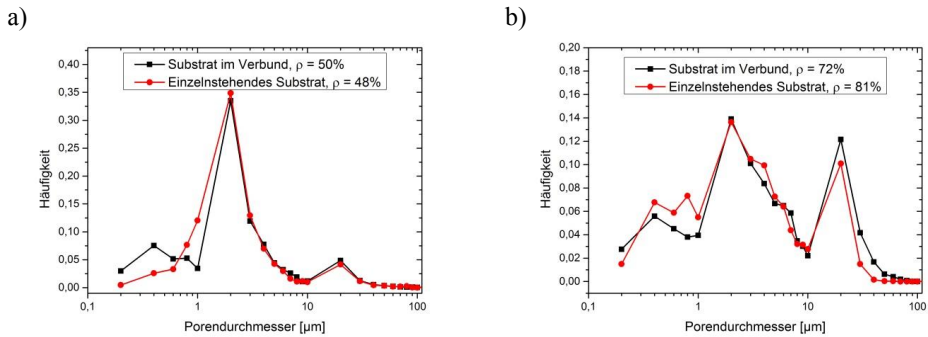 a)
0,40
0,35
0,30
0,25
0,20
0,15
0,10
0,05
0,00
Häufigkeit
Substrat im Verbund, ρ = 50%
Einzelnstehendes Substrat, ρ = 48%
0,1 1 10 100
Porendurchmesser [µm]
b)
0,20
0,18
0,16
0,14
0,12
0,10
0,08
0,06
0,04
0,02
0,00
Häufigkeit
Substrat im Verbund, ρ = 72%
Einzelnstehendes Substrat, ρ = 81%
0,1 1 10 100
Porendurchmesser [µm]